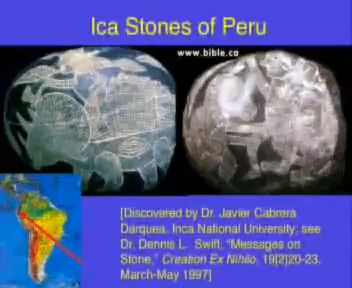 Ica Stones of Peru
www.bible.ca
[Discovered by Dr. Javier Cabrera
Darquea, Inca National University; see
Dr. Dennis L. Swift, "Messages on
Stone," Creation Ex Nihilo, 19[2]20-23,
March-May 1997]